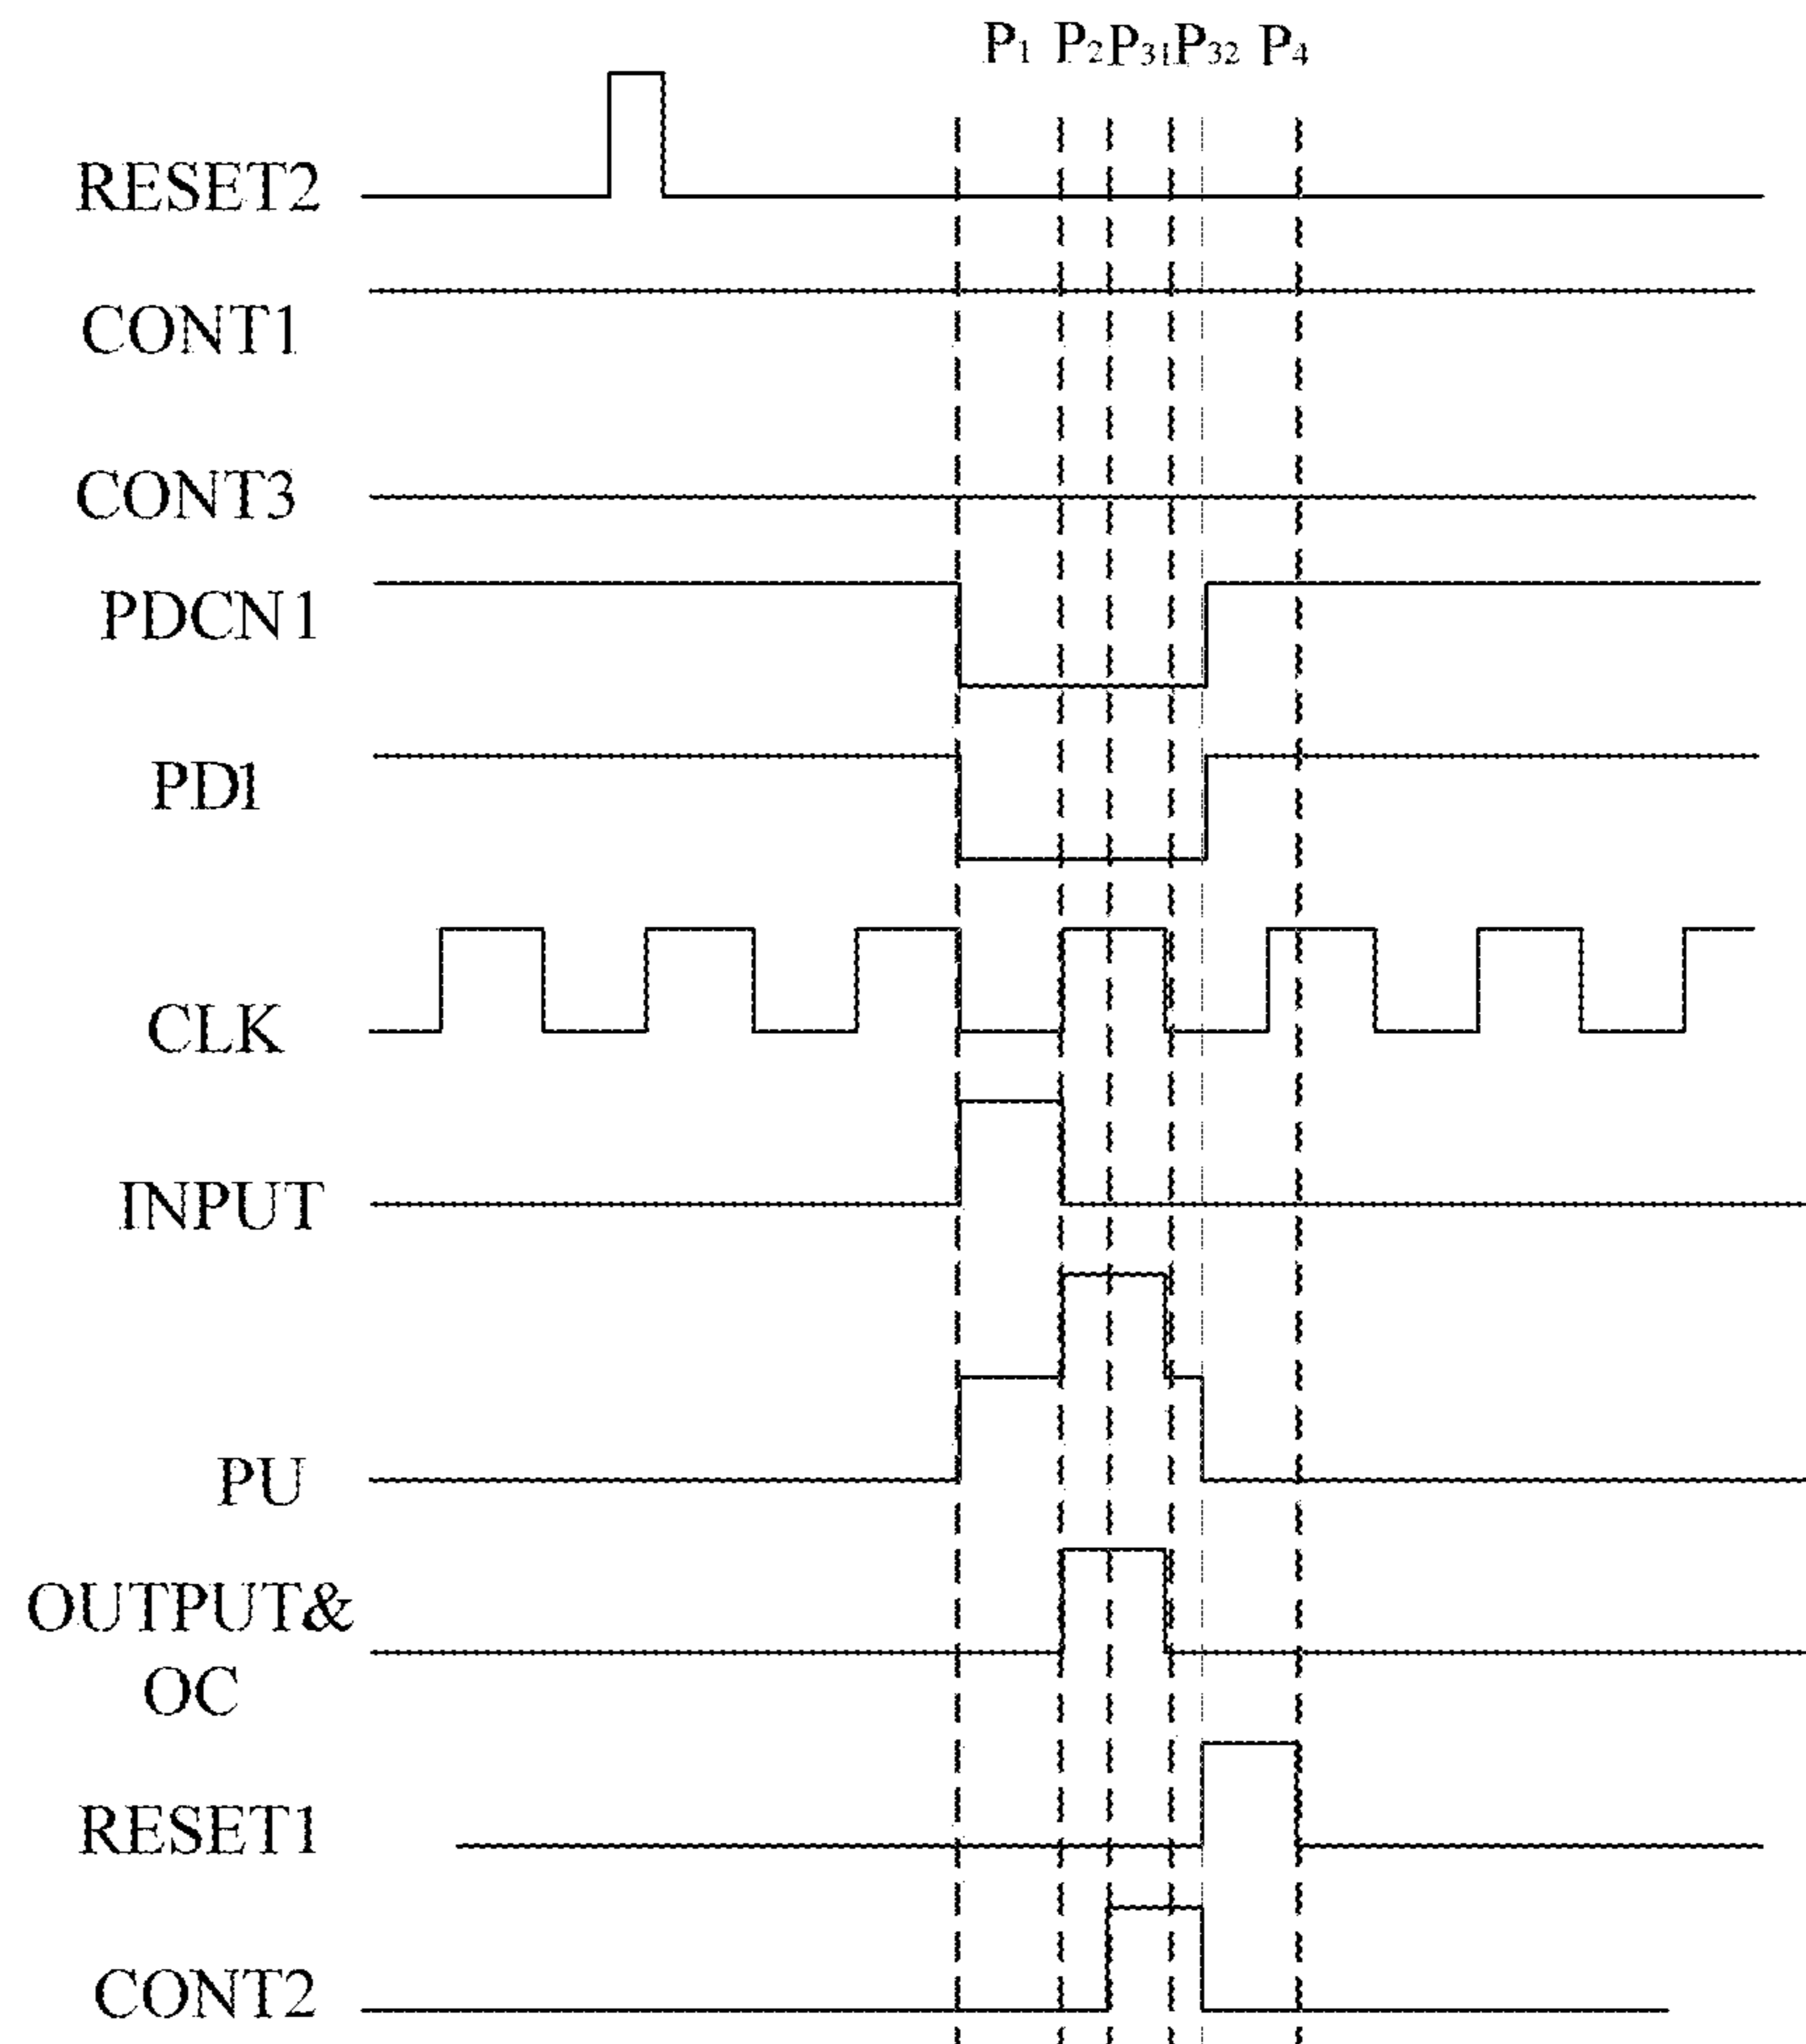 P1 P2 P31 P32 P4
RESET2
CONT1
CONT3
PDCN1
PD1
CLK
INPUT
PU
OUTPUT&
OC
RESET1
CONT2